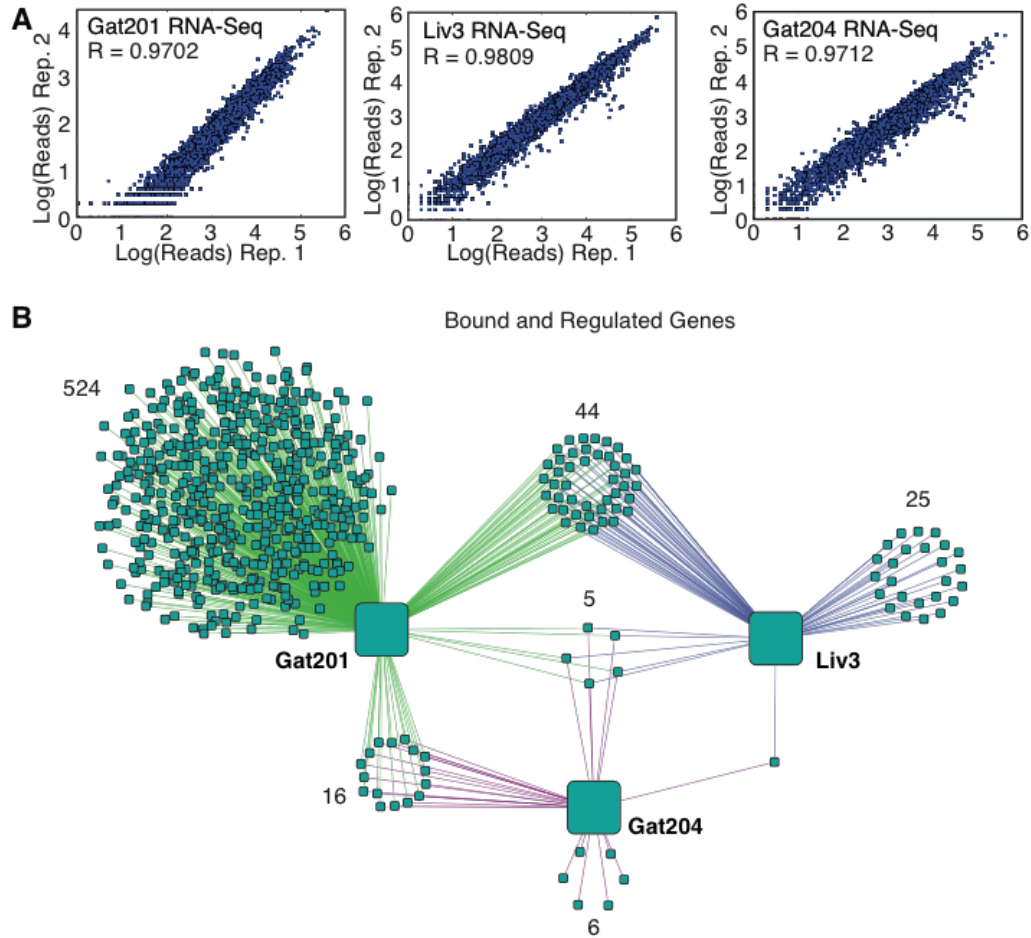 A
Gat201 RNA-Seq
R = 0.9702
Log(Reads) Rep. 2
4
3
2
1
0
0 1 2 3 4 5 6
Log(Reads) Rep. 1
Liv3 RNA-Seq
R = 0.9809
Log(Reads) Rep. 2
6
5
4
3
2
1
0
0 1 2 3 4 5 6
Log(Reads) Rep. 1
Gat204 RNA-Seq
R = 0.9712
Log(Reads) Rep. 2
6
5
4
3
2
1
0
0 1 2 3 4 5 6
B
Bound and Regulated Genes
524
44
25
5
Gat201
Liv3
16
Gat204
6